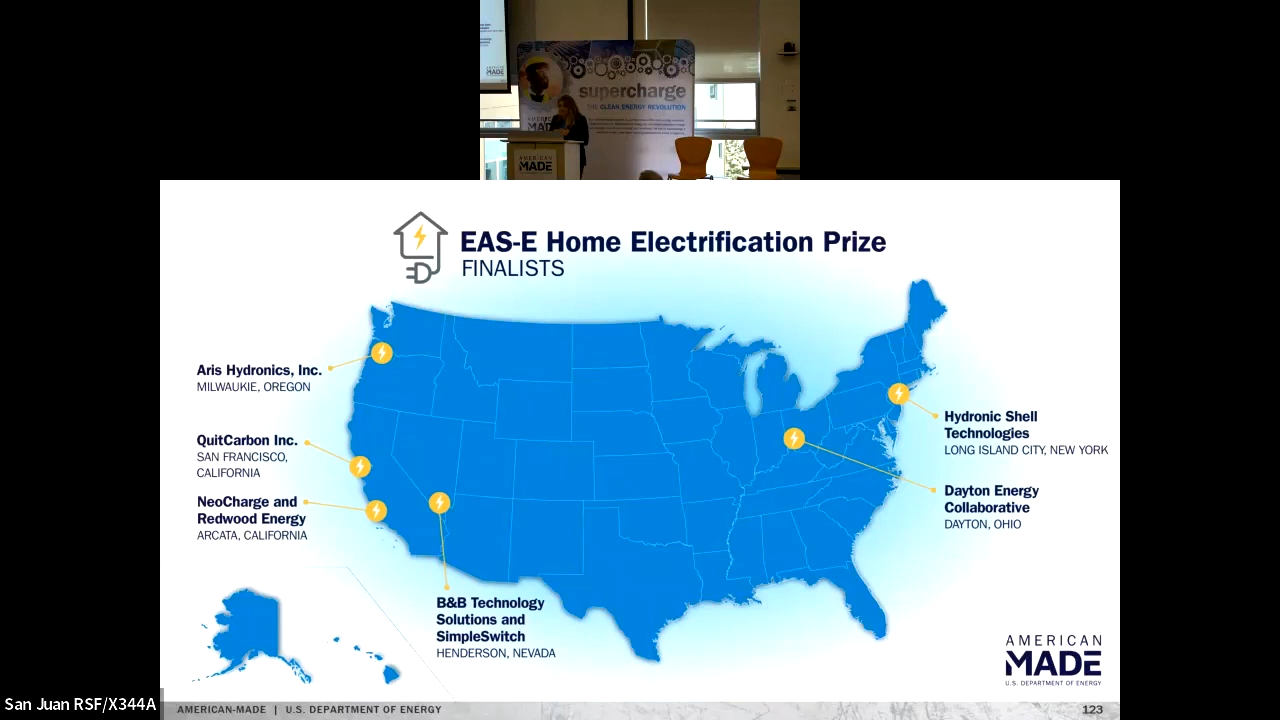 supercharge
THE CLEAN ENERGY REVOLUTION
AMERICAN
MADE
AMERICAN
MADE
EAS-E Home Electrification Prize
FINALISTS
Aris Hydronics, Inc.
MILWAUKIE, OREGON
QuitCarbon Inc.
SAN FRANCISCO,
CALIFORNIA
NeoCharge and
Redwood Energy
ARCATA, CALIFORNIA
B&B Technology
Solutions and
SimpleSwitch
HENDERSON, NEVADA
Hydronic Shell
Technologies
LONG ISLAND CITY, NEW YORK
Dayton Energy
Collaborative
DAYTON, OHIO
AMERICAN
MADE
U.S. DEPARTMENT OF ENERGY
San Juan RSF/X344A
AMERICAN-MADE | U.S. DEPARTMENT OF ENERGY
123